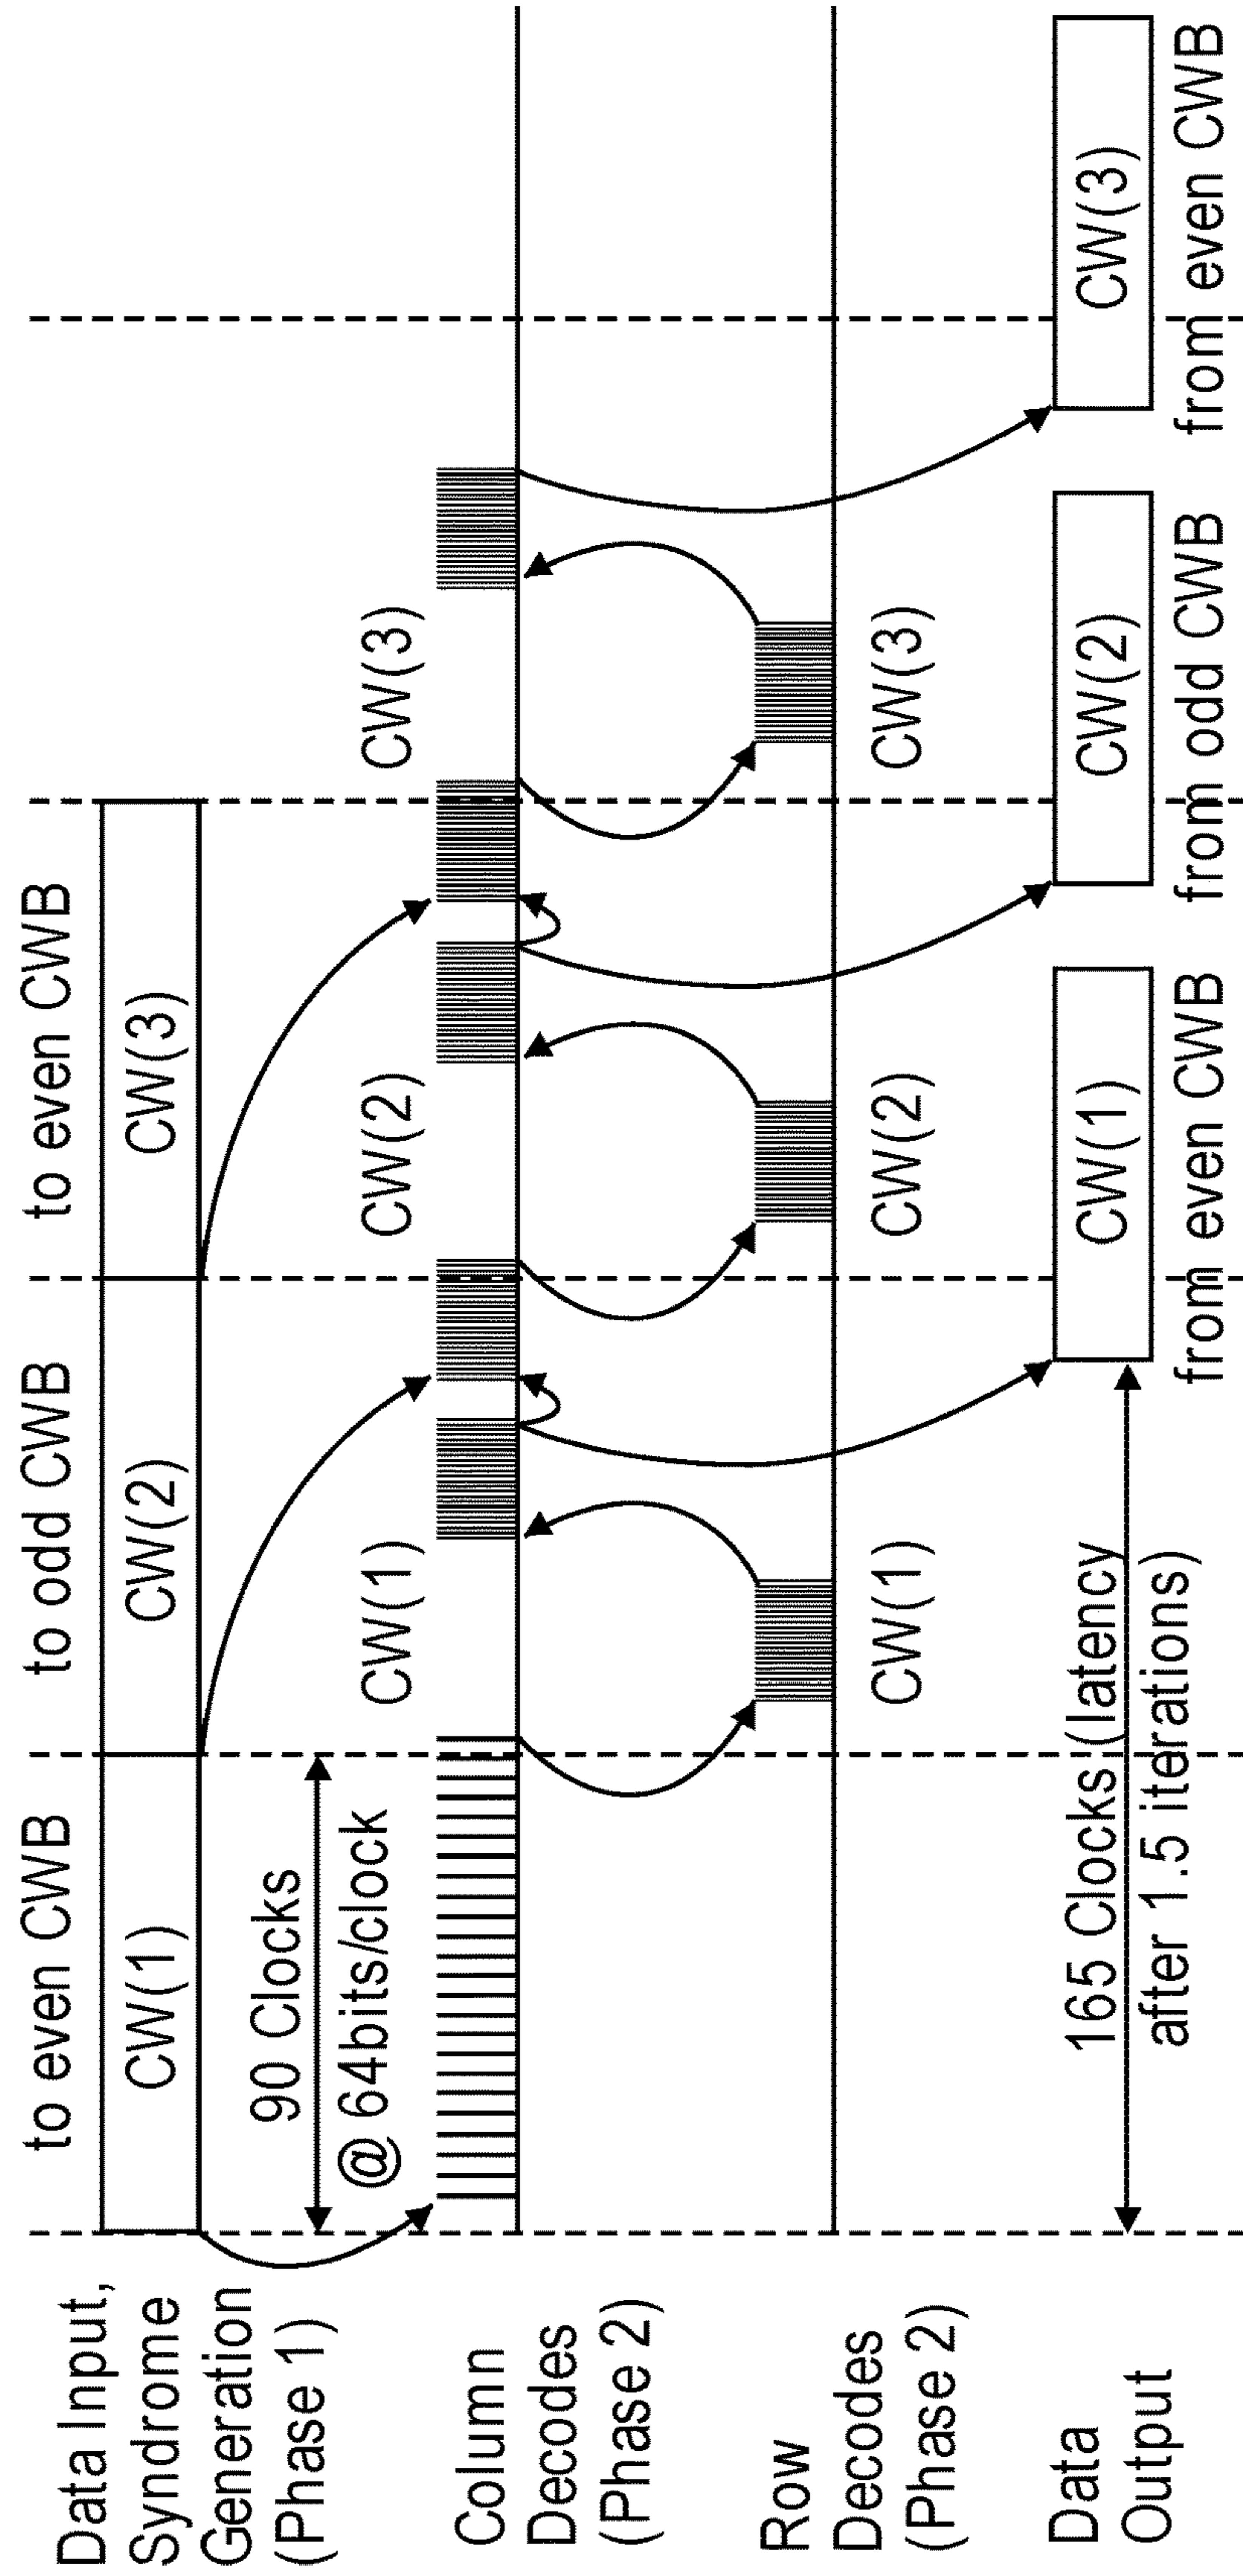 Data Input,
Syndrome
Generation
(Phase 1)
to even CWB
to odd CWB
to even CWB
CW(1)
CW(2)
CW(3)
90 Clocks
@ 64bits/clock
Column
Decodes
(Phase 2)
CW(1)
CW(2)
CW(3)
Row
Decodes
(Phase 2)
CW(1)
CW(2)
CW(3)
Data
Output
165 Clocks (latency
after 1.5 iterations)
CW(1)
CW(2)
CW(3)
from even CWB
from odd CWB
from even CWB